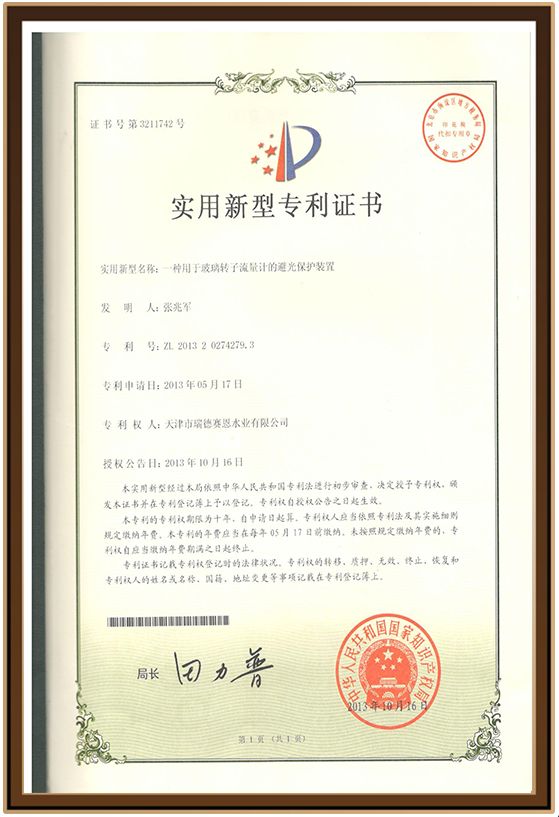 证书号第3211742号
实用新型专利证书
实用新型名称：一种用于玻璃转子流量计的避光保护装置
发 明 人：张兆军
专 利 号：ZL 2013 2 0274279.3
专利申请日：2013年05月17日
专 利 权 人：天津市瑞德赛恩水业有限公司
授权公告日：2013年10月16日
本实用新型经过本局依照中华人民共和国专利法进行初步审查，决定授予专利权，颁
发本证书并在专利登记簿上予以登记。专利权自授权公告之日起生效。
本专利的专利权期限为十年，自申请日起算。专利权人应当依照专利法及其实施细则
规定缴纳年费。本专利的年费应当在每年05月17日前缴纳。未按照规定缴纳年费的，专
利权自应当缴纳年费期满之日起终止。
专利证书记载专利权登记时的法律状况。专利权的转移、质押、无效、终止、恢复和
专利权人的姓名或名称、国籍、地址变更等事项记载在专利登记簿上。
局长
田力普
中华人民共和国国家知识产权局
2013年10月16日
第1页（共1页）